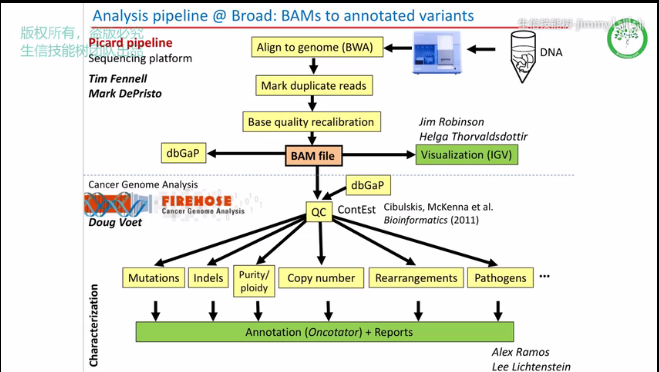 Analysis pipeline @ Broad: BAMs to annotated variants
版权所有，盗版必究
生信技能树团队出品
Picard pipeline
Sequencing platform
Tim Fennell
Mark DePristo
Align to genome (BWA)
DNA
Mark duplicate reads
Base quality recalibration
Jim Robinson
Helga Thorvaldsdottir
dbGaP
BAM file
Visualization (IGV)
Cancer Genome Analysis
FIREHOSE
Cancer Genome Analysis
Doug Voet
dbGaP
QC
ContEst
Cibulskis, McKenna et al.
Bioinformatics (2011)
Mutations
Indels
Purity/
ploidy
Copy number
Rearrangements
Pathogens
...
Characterization
Annotation (Oncotator) + Reports
Alex Ramos
Lee Lichtenstein